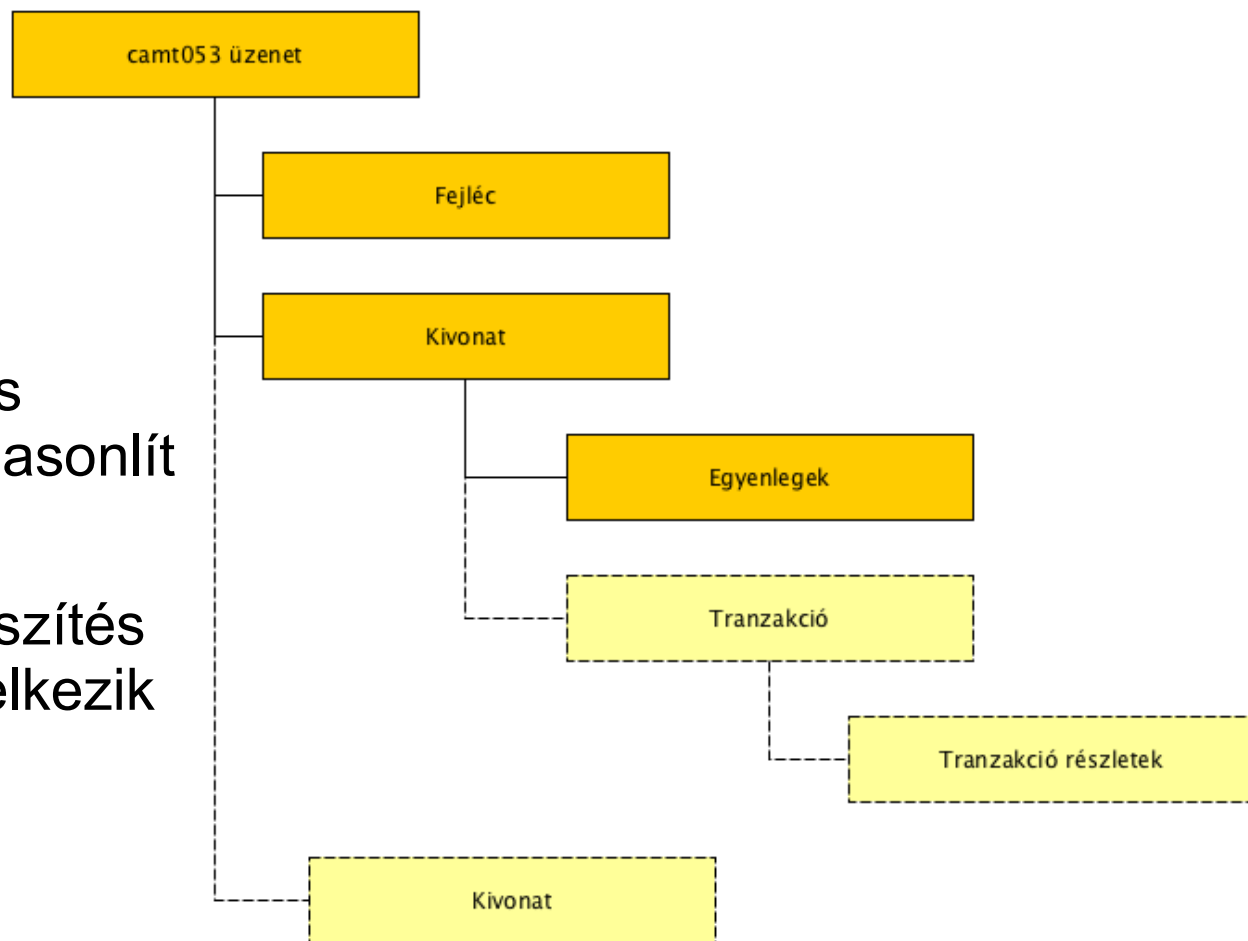 camt053 üzenet
Fejléc
Kivonat
s
asonlít
Egyenlegek
szítés
elkezik
Tranzakció
Tranzakció részletek
Kivonat